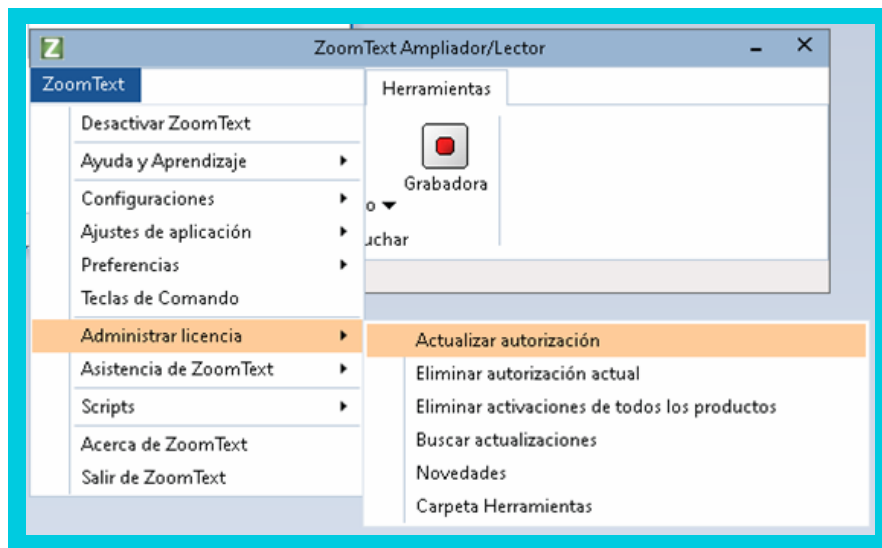 Z ZoomText Ampliador/Lector
ZoomText
Herramientas
Desactivar ZoomText
Ayuda y Aprendizaje
Configuraciones
Ajustes de aplicación
Preferencias
Teclas de Comando
Administrar licencia
Asistencia de ZoomText
Scripts
Acerca de ZoomText
Salir de ZoomText
Grabadora
o
uchar
Actualizar autorización
Eliminar autorización actual
Eliminar activaciones de todos los productos
Buscar actualizaciones
Novedades
Carpeta Herramientas